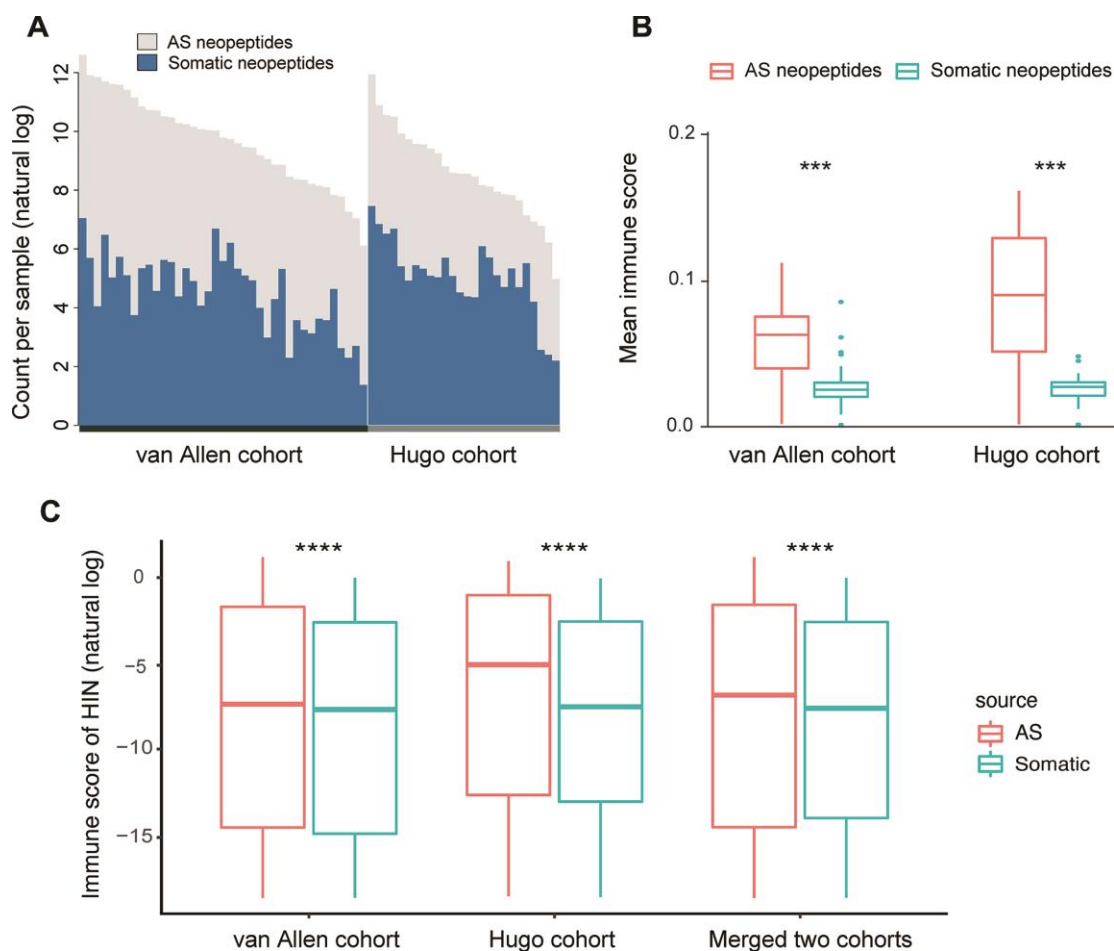 A
AS neopeptides
Somatic neopeptides
Count per sample (natural log)
12
10
8
6
4
2
0
van Allen cohort
Hugo cohort
B
AS neopeptides
Somatic neopeptides
Mean immune score
0.2
0.1
0.0
***
***
van Allen cohort
Hugo cohort
C
Immune score of HIN (natural log)
0
−5
−10
−15
****
****
****
van Allen cohort
Hugo cohort
Merged two cohorts
source
AS
Somatic